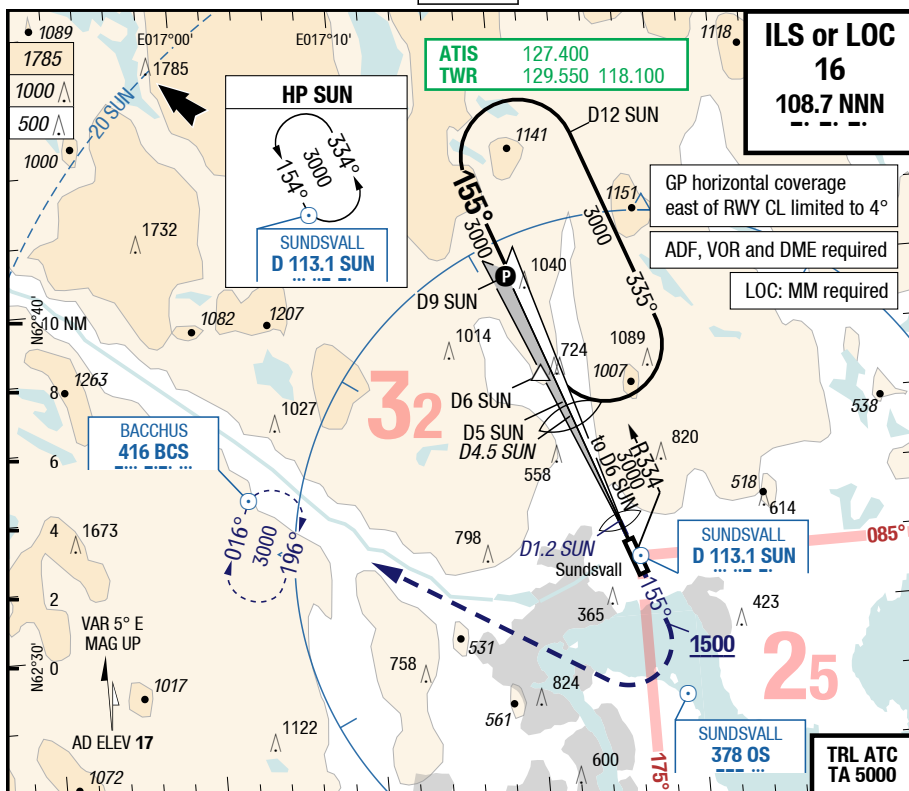 1089
E017°00'
E017°10'
1118
1785
1000
500
1785
20 SUN
1000
ATIS 127.400
TWR 129.550 118.100
ILS or LOC
16
108.7 NNN
HP SUN
154°
3000
334°
SUNDSVALL
D 113.1 SUN
D12 SUN
1141
1151
GP horizontal coverage
east of RWY CL limited to 4°
ADF, VOR and DME required
LOC: MM required
155°
3000
3000
335°
1732
P
1040
D9 SUN
N62°40'
10 NM
1082
1207
1014
724
1089
1007
1263
8
32
D6 SUN
538
1027
D5 SUN
D4.5 SUN
BACCHUS
416 BCS
R334
3000
to D6 SUN
820
6
558
518
614
016°
3000
196°
4
1673
798
D1.2 SUN
Sundsvall
SUNDSVALL
D 113.1 SUN
085°
2
365
155°
423
VAR 5° E
MAG UP
531
1500
N62°30'
0
758
25
1017
824
561
AD ELEV 17
1122
SUNDSVALL
378 OS
175°
600
1072
TRL ATC
TA 5000